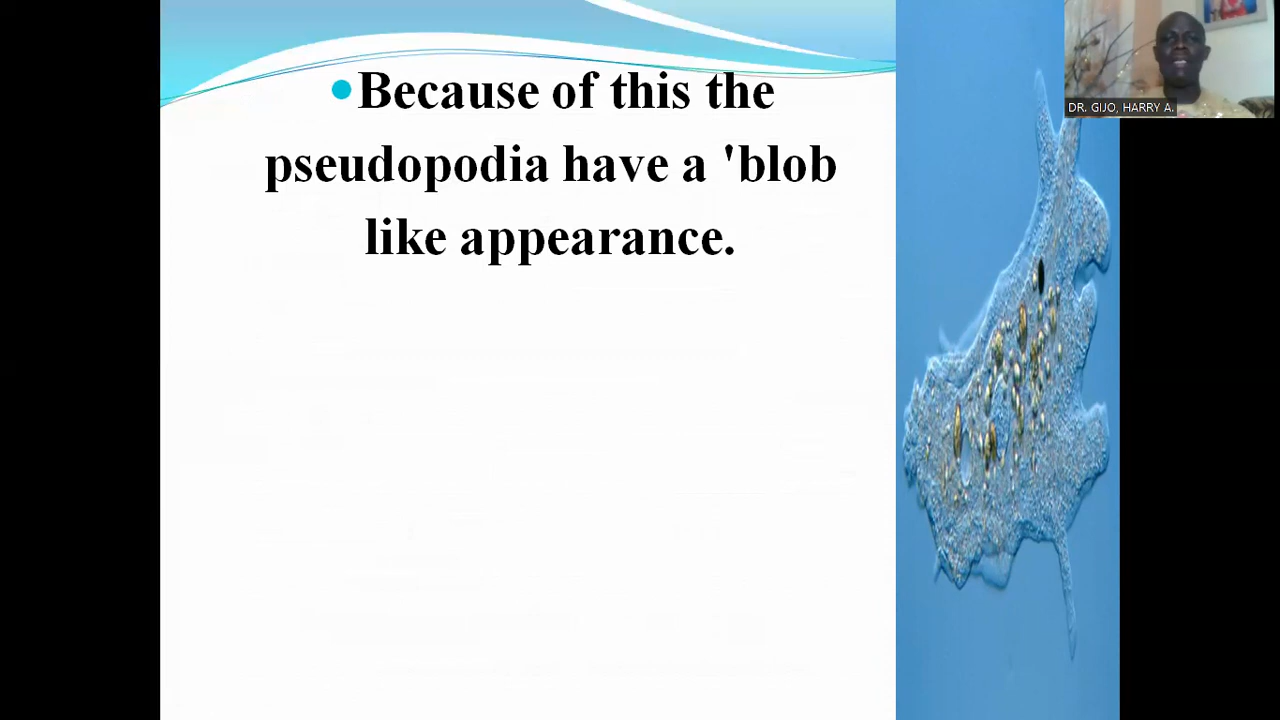 •Because of this the
pseudopodia have a 'blob
like appearance.
DR. GIJO, HARRY A.